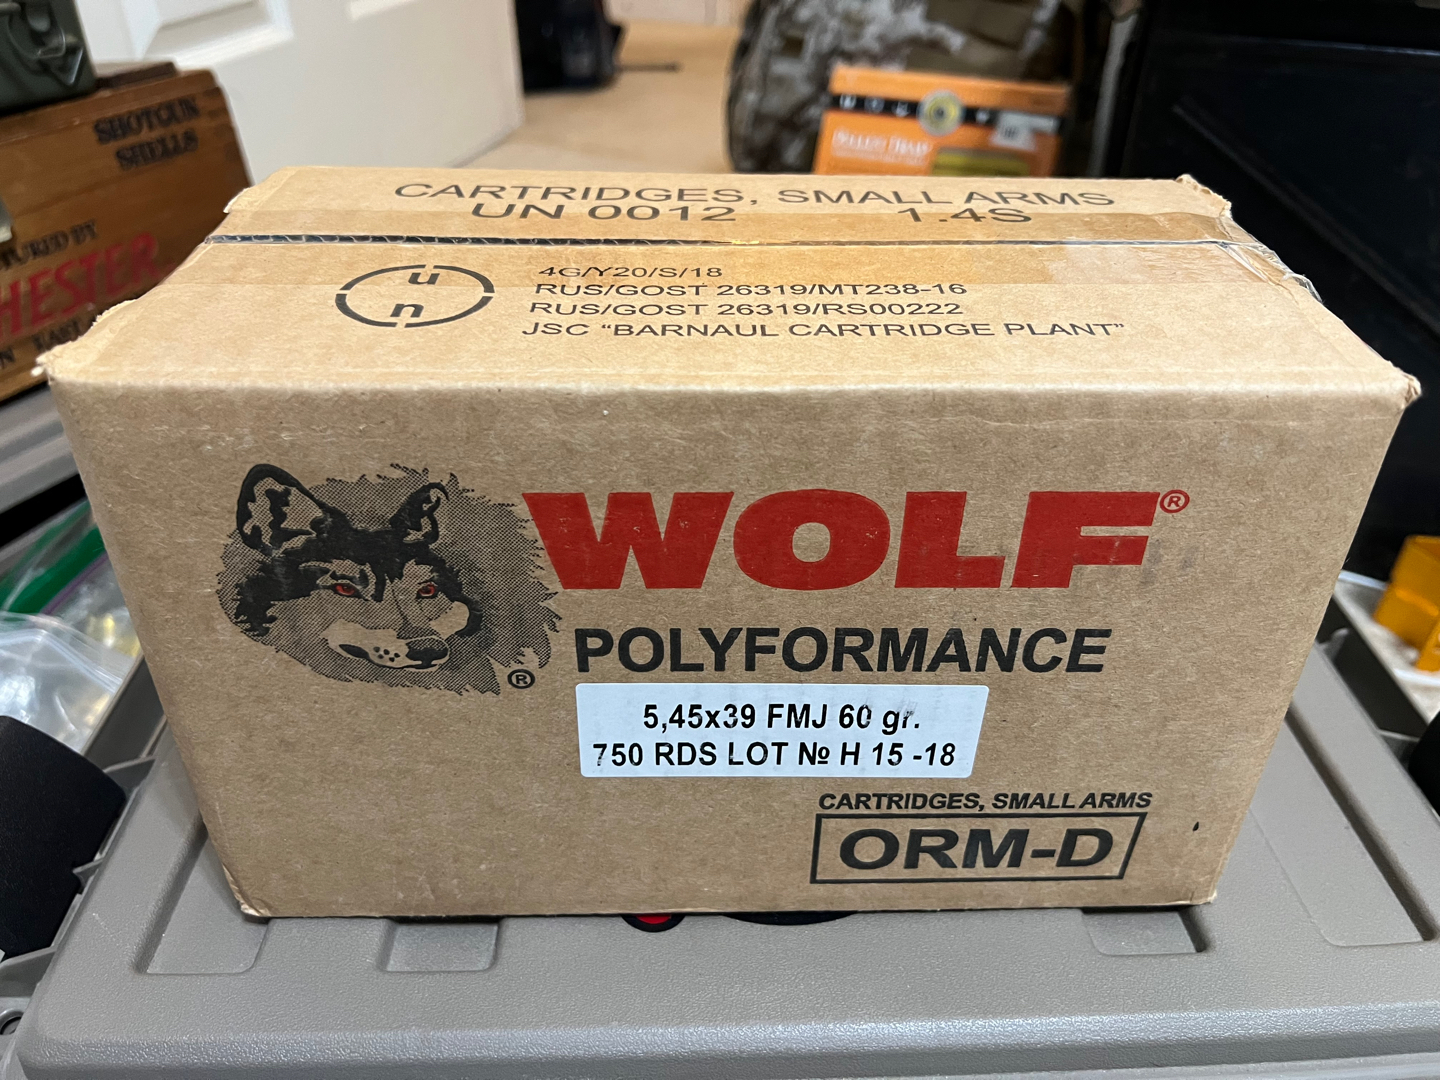 SHOTGUN
SHELLS
CARTRIDGES, SMALL ARMS
UN 0012 1.4S
un
4G/Y20/S/18
RUS/GOST 26319/MT238-16
RUS/GOST 26319/RS00222
JSC “BARNAUL CARTRIDGE PLANT”
WOLF®
POLYFORMANCE
®
5,45x39 FMJ 60 gr.
750 RDS LOT № H 15 -18
CARTRIDGES, SMALL ARMS
ORM-D